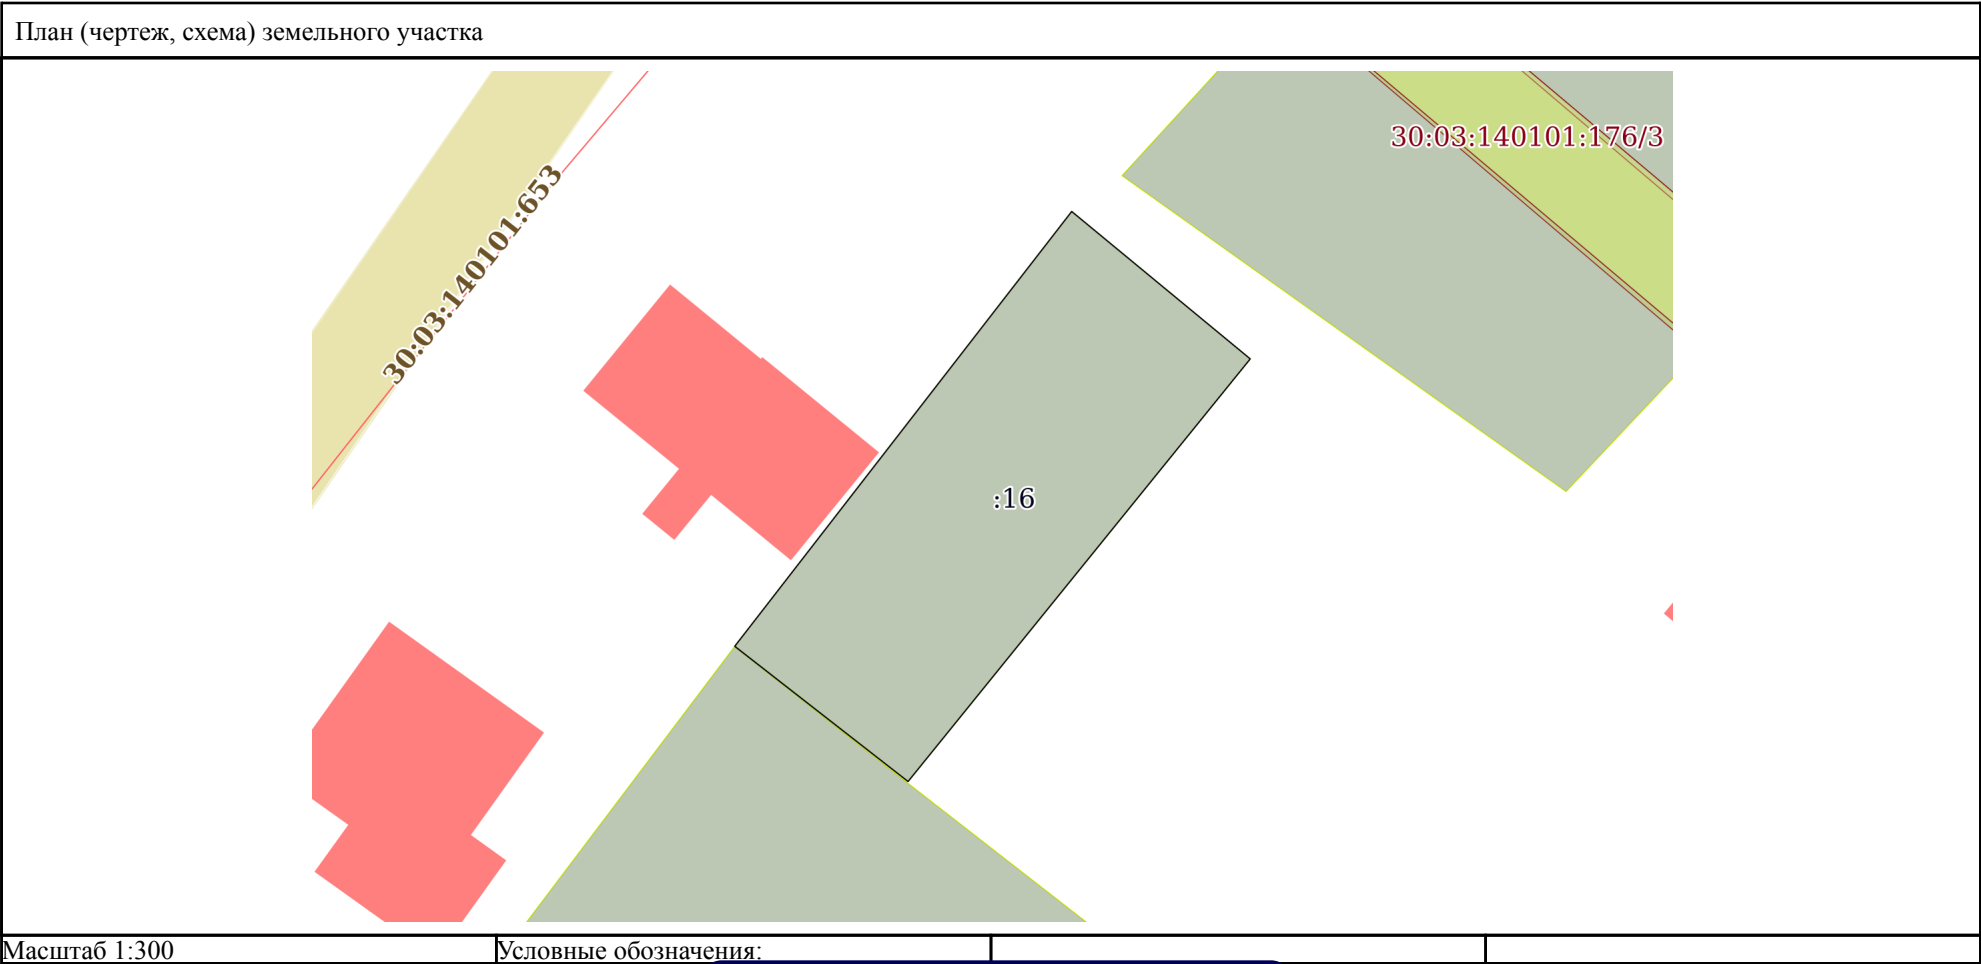 План (чертеж, схема) земельного участка
30:03:140101:176/3
30:03:140101:653
:16
Масштаб 1:300
Условные обозначения: